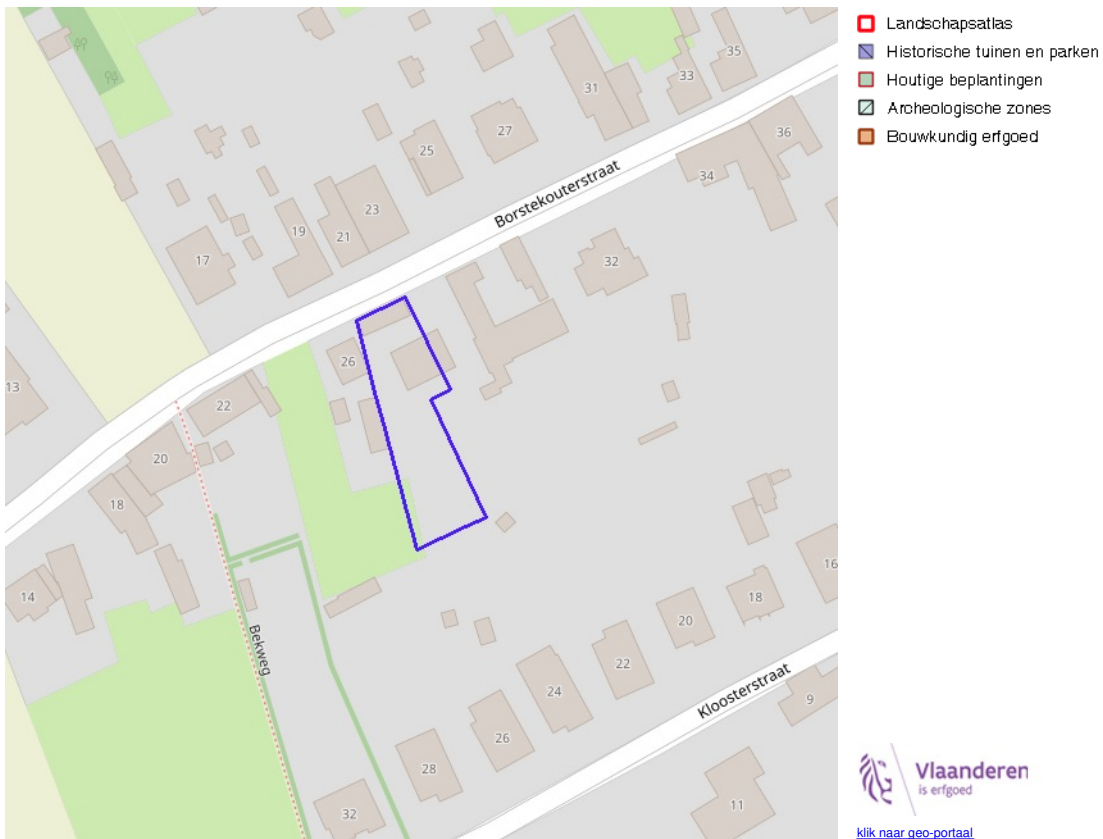 Landschapsatlas
Historische tuinen en parken
Houtige beplantingen
Archeologische zones
Bouwkundig erfgoed
35
33
31
36
27
25
34
Borstekouterstraat
23
19
21
17
32
26
13
22
20
18
16
14
18
20
Bekweg
22
24
Kloosterstraat
9
26
28
11
32
Vlaanderen
is erfgoed
klik naar geo-portaal